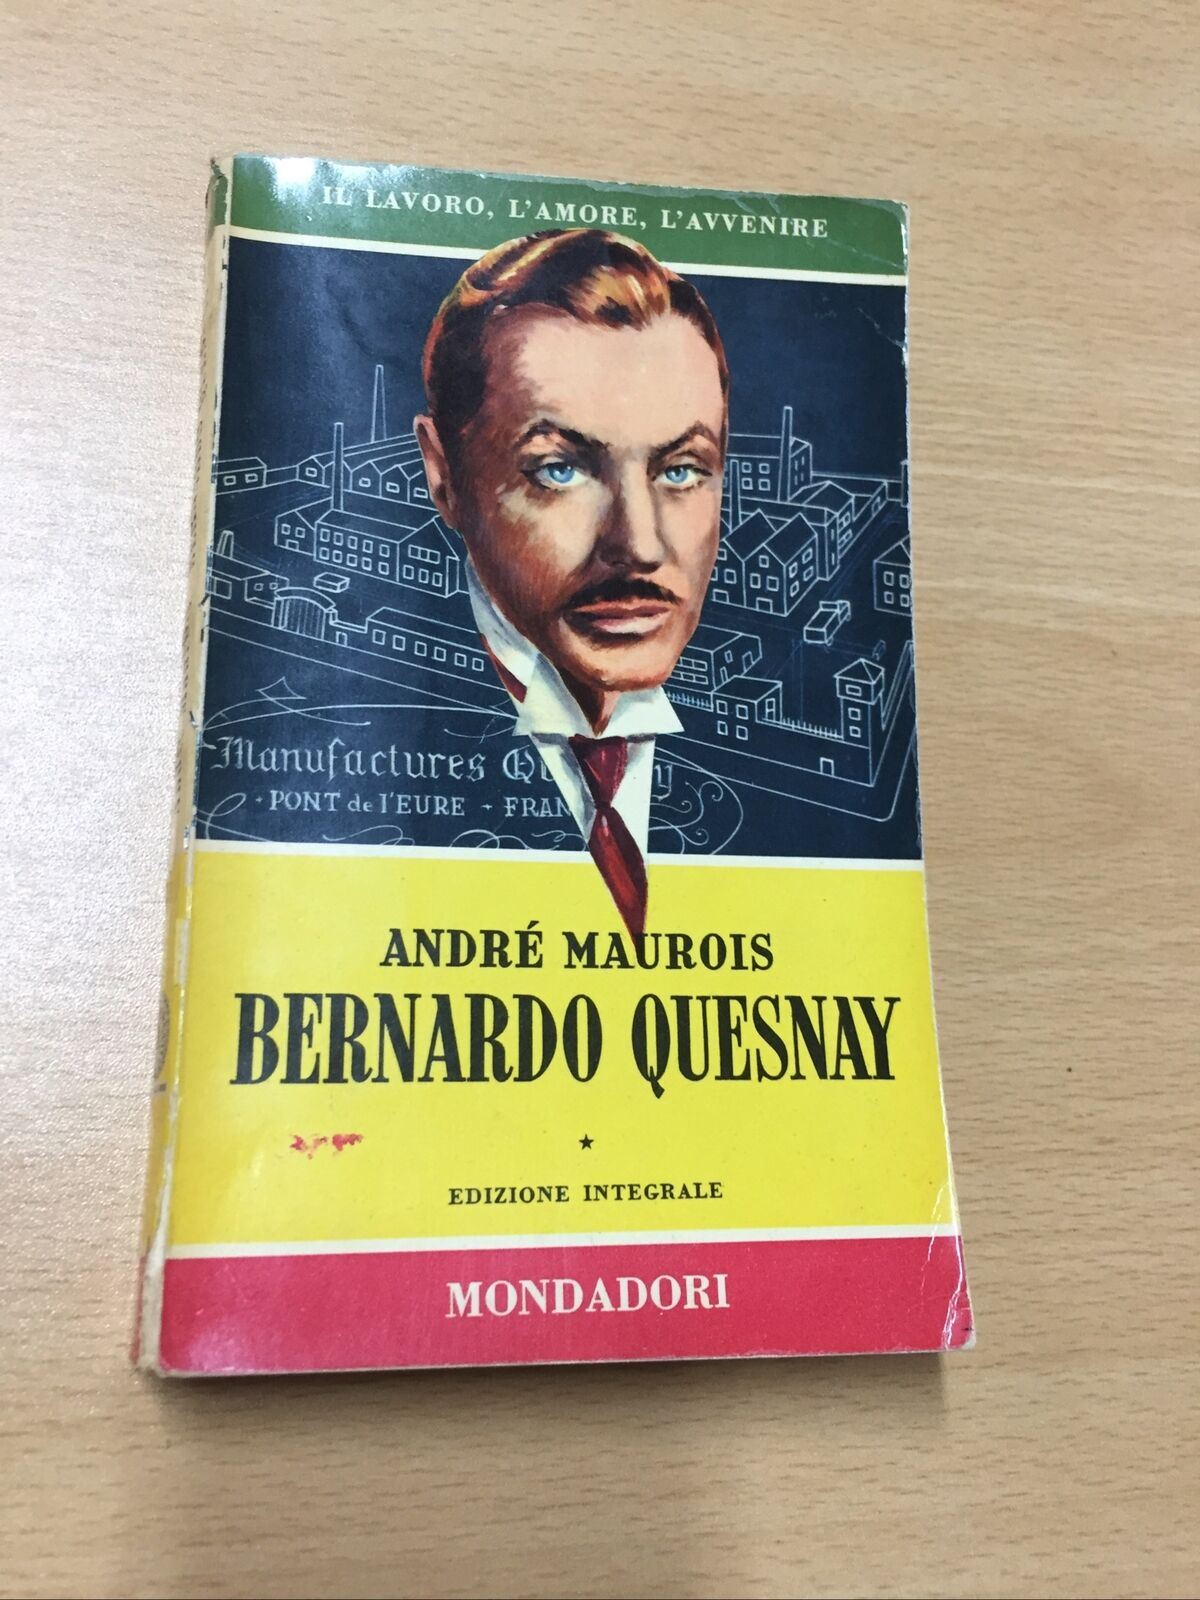 IL LAVORO, L'AMORE, L'AVVENIRE
Manufactures
PONT de l'EURE - FRAN
ANDRÉ MAUROIS
BERNARDO QUESNAY
★
EDIZIONE INTEGRALE
MONDADORI